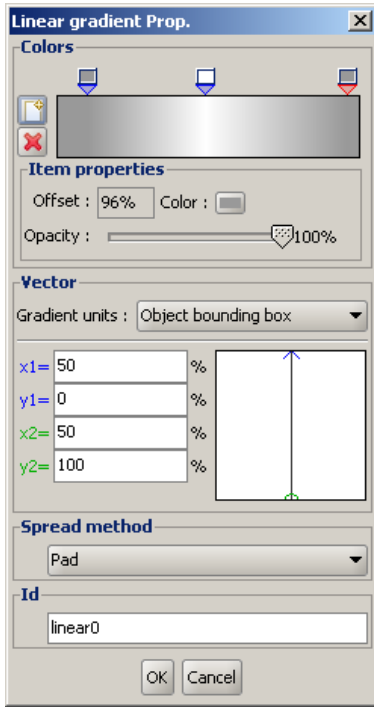 Linear gradient Prop.
Colors
Item properties
Offset : 96% Color :
Opacity : 100%
Vector
Gradient units : Object bounding box
x1= 50 %
y1= 0 %
x2= 50 %
y2= 100 %
Spread method
Pad
Id
linear0
OK Cancel